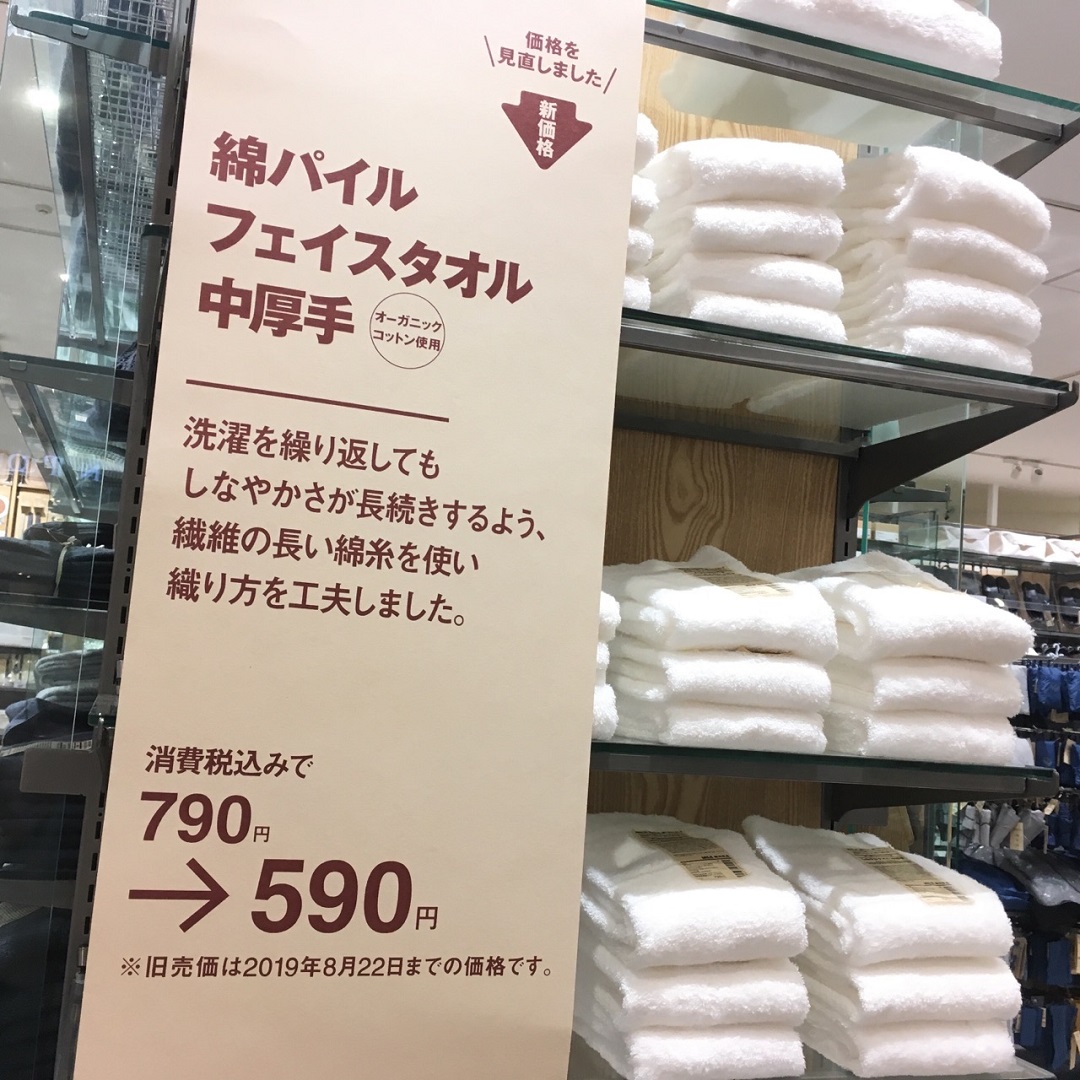 価格を
見直しました
新価格
綿パイル
フェイスタオル
中厚手
オーガニック
コットン使用
洗濯を繰り返しても
しなやかさが長続きするよう、
繊維の長い綿糸を使い
織り方を工夫しました。
消費税込みで
790円
→590円
※旧売価は2019年8月22日までの価格です。